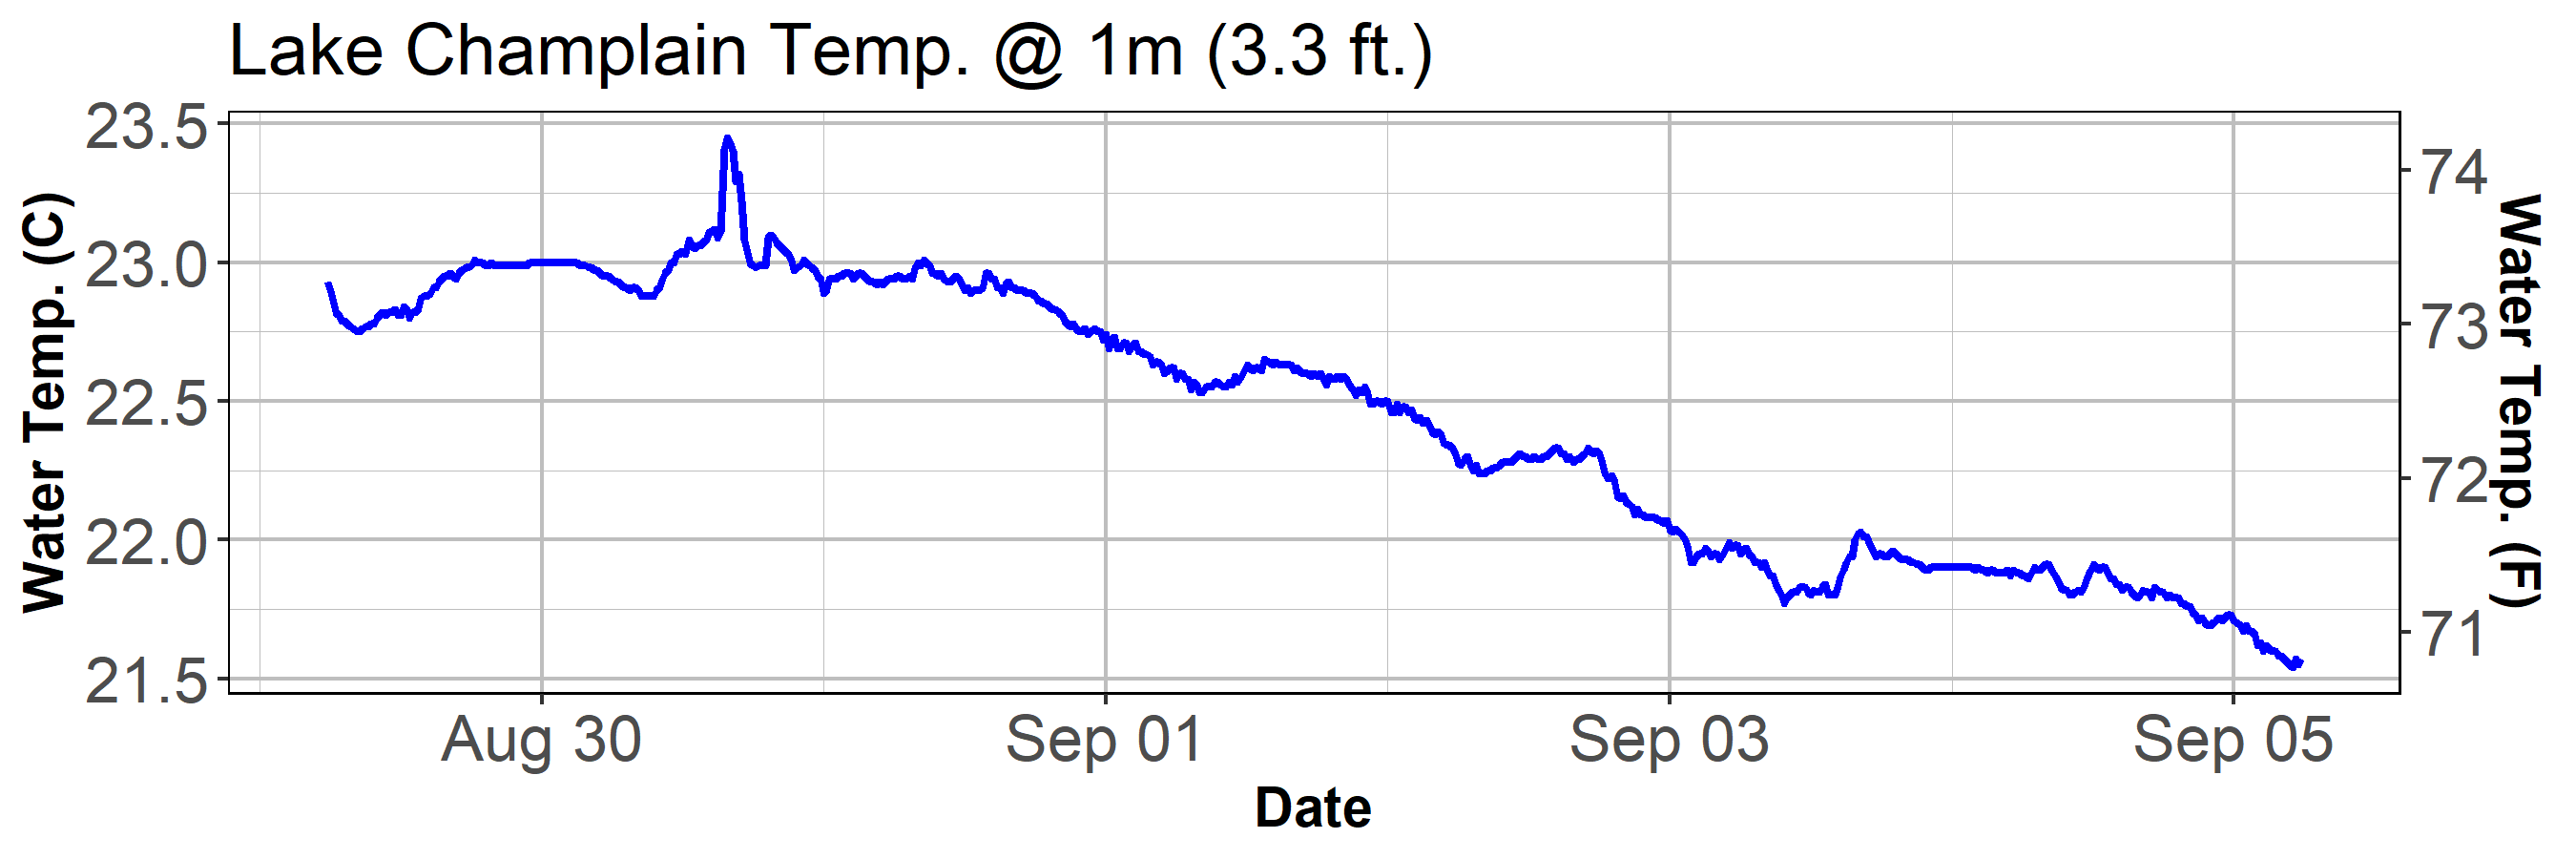 Lake Champlain Temp. @ 1m (3.3 ft.)
Water Temp. (C)
23.5
23.0
22.5
22.0
21.5
74
73
72
71
Water Temp. (F)
Aug 30
Sep 01
Sep 03
Sep 05
Date